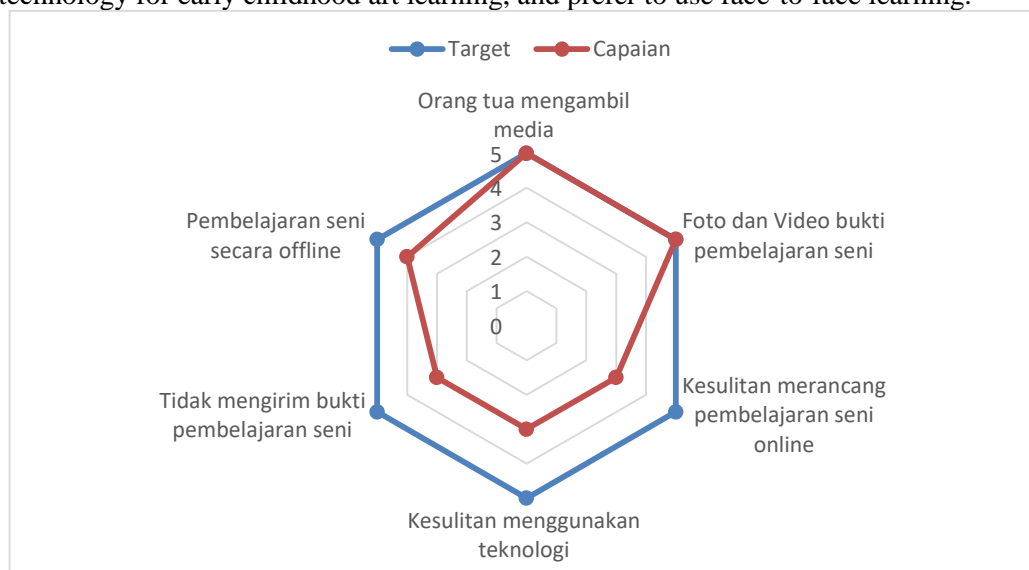 technology for early childhood art learning, and prefer to use face-to-face learning.
Target
Capaian
Orang tua mengambil
media
5
4
3
2
1
0
Foto dan Video bukti
pembelajaran seni
Kesulitan merancang
pembelajaran seni
online
Kesulitan menggunakan
teknologi
Tidak mengirim bukti
pembelajaran seni
Pembelajaran seni
secara offline